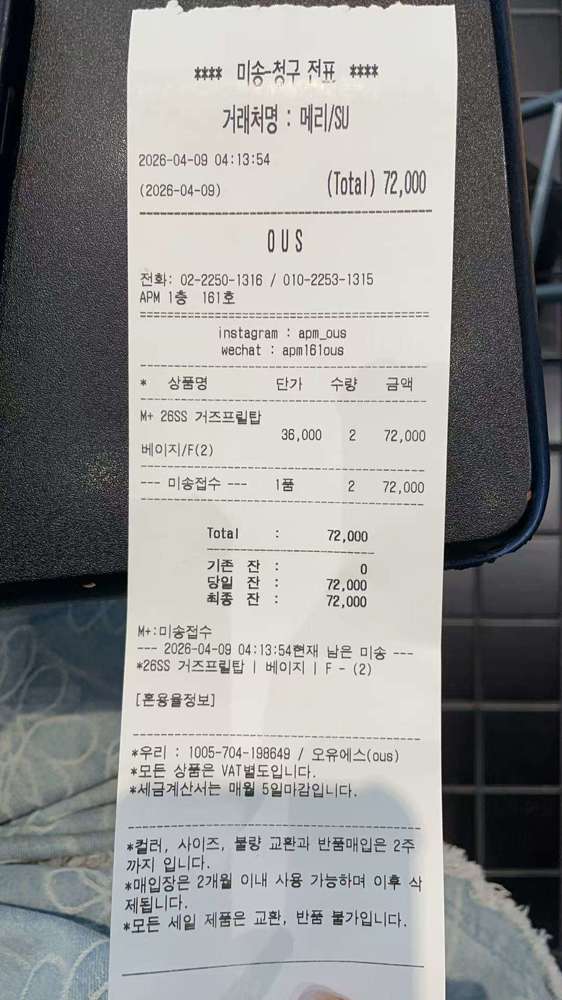 **** 미송-청구 전표 ****
거래처명 : 메리/SU
2026-04-09 04:13:54
(2026-04-09) (Total) 72,000
OUS
전화: 02-2250-1316 / 010-2253-1315
APM 1층 161호
instagram : apm_ous
wechat : apm161ous
* 상품명 단가 수량 금액
M+ 26SS 거즈프릴탑
36,000 2 72,000
베이지/F(2)
--- 미송접수 --- 1품 2 72,000
Total : 72,000
기존 잔 : 0
당일 잔 : 72,000
최종 잔 : 72,000
M+:미송접수
--- 2026-04-09 04:13:54현재 남은 미송 ---
*26SS 거즈프릴탑 | 베이지 | F - (2)
[혼용율정보]
*우리 : 1005-704-198649 / 오유에스(ous)
*모든 상품은 VAT별도입니다.
*세금계산서는 매월 5일마감입니다.
*컬러, 사이즈, 불량 교환과 반품매입은 2주
까지 입니다.
*매입장은 2개월 이내 사용 가능하며 이후 삭
제됩니다.
*모든 세일 제품은 교환, 반품 불가입니다.